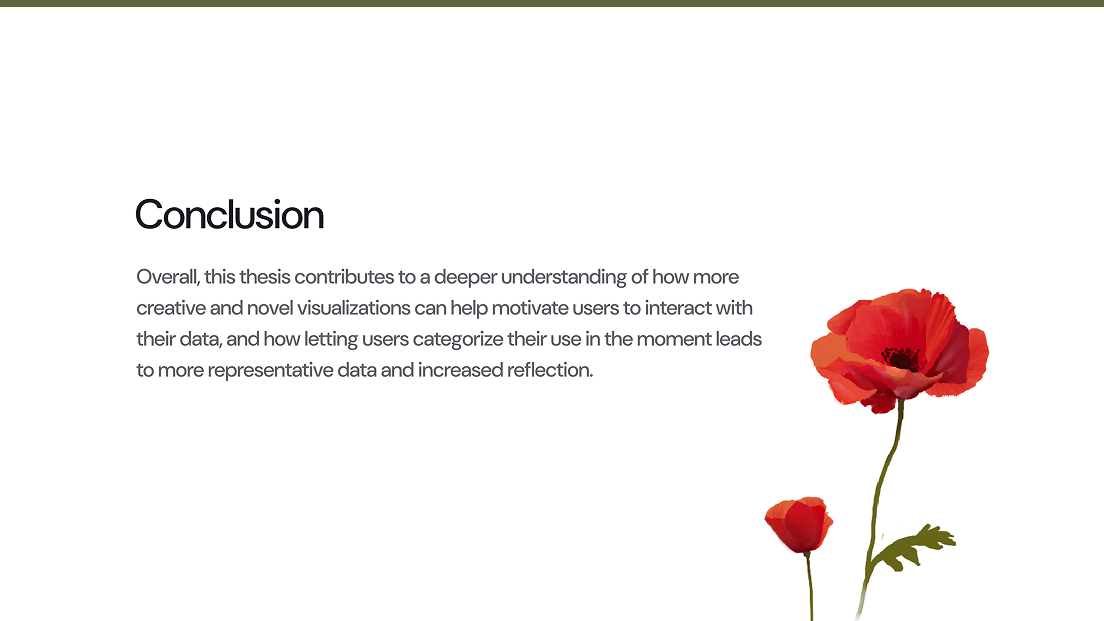 Conclusion
Overall, this thesis contributes to a deeper understanding of how more
creative and novel visualizations can help motivate users to interact with
their data, and how letting users categorize their use in the moment leads
to more representative data and increased reflection.